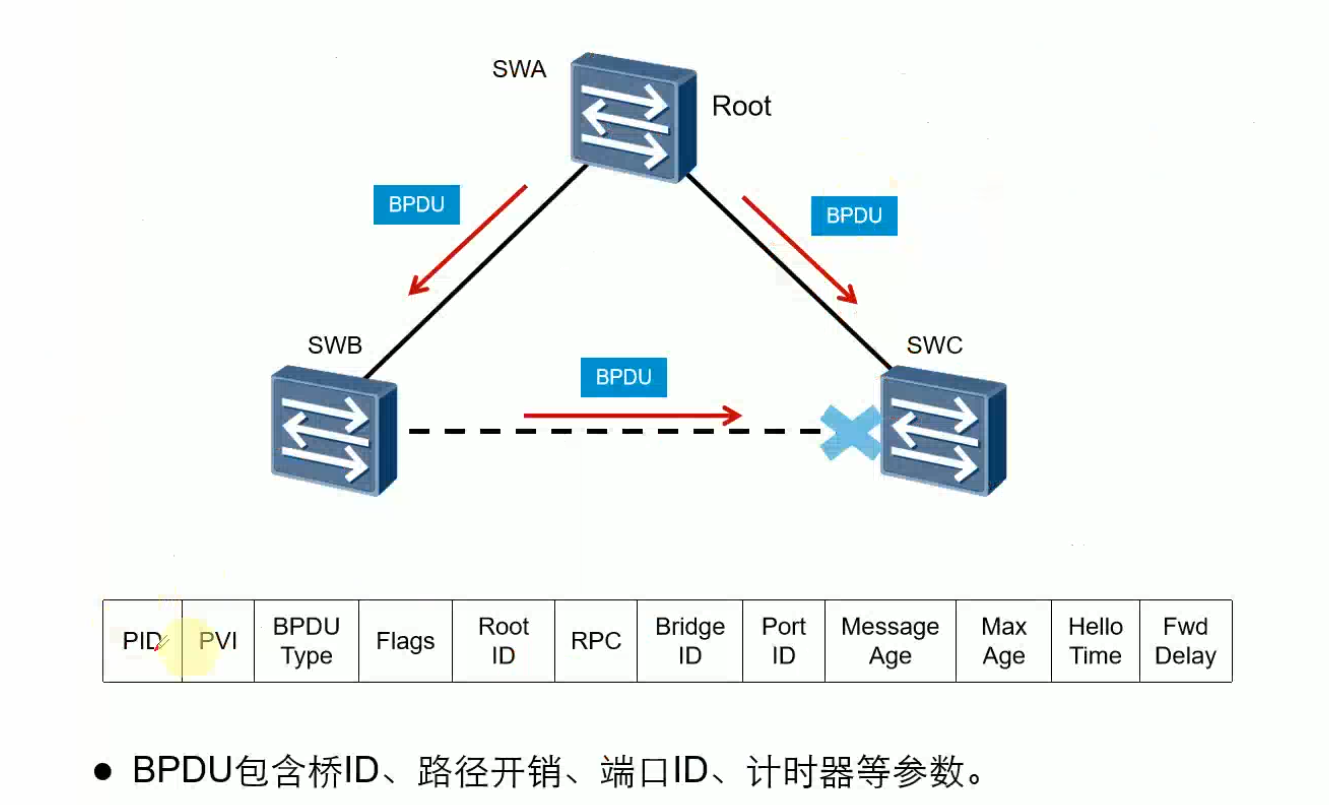 SWA
Root
BPDU
BPDU
SWB
SWC
BPDU
PID PVI BPDU Type Flags Root ID RPC Bridge ID Port ID Message Age Max Age Hello Time Fwd Delay
● BPDU包含桥ID、路径开销、端口ID、计时器等参数。